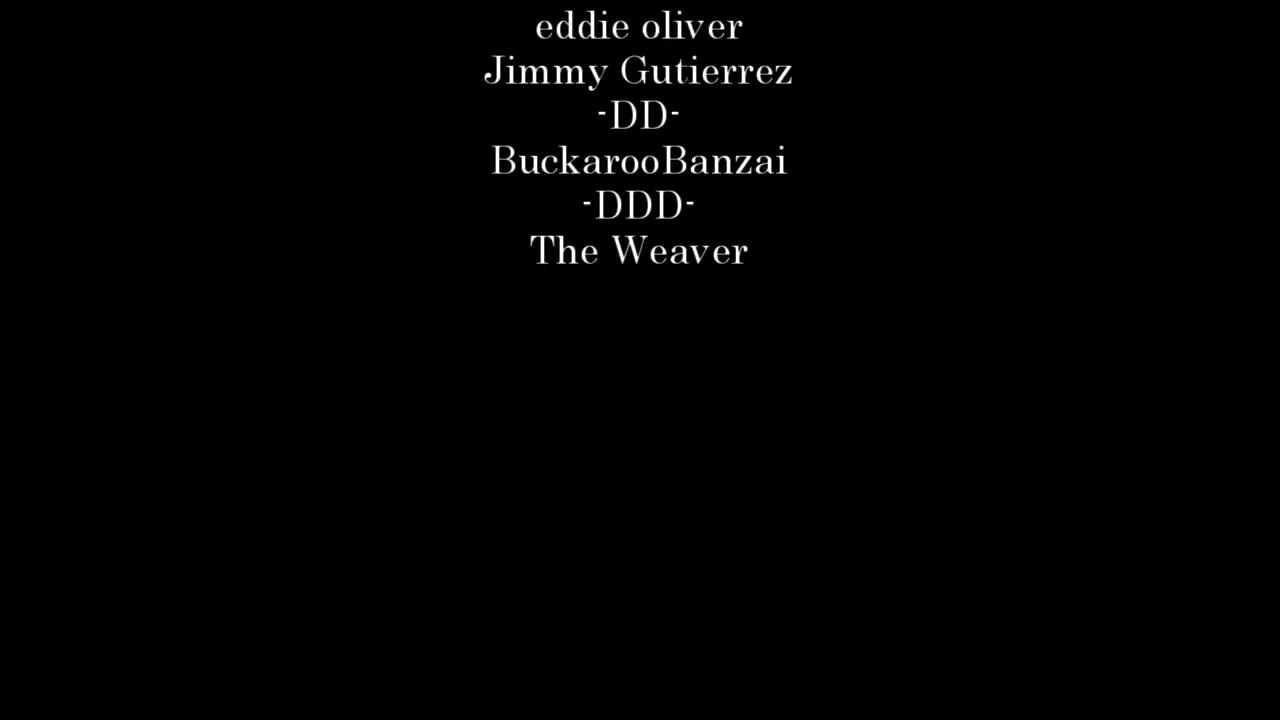 eddie oliver
Jimmy Gutierrez
-DD-
BuckarooBanzai
-DDD-
The Weaver